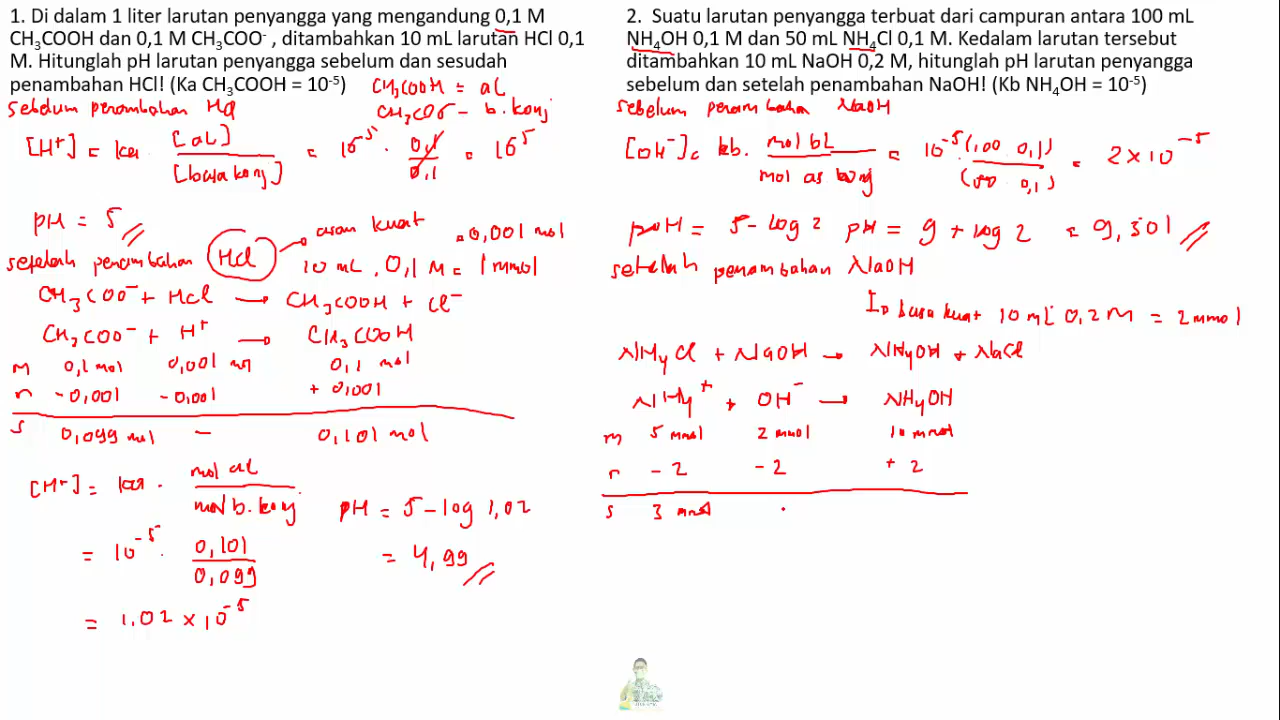 1. Di dalam 1 liter larutan penyangga yang mengandung 0,1 M
CH₃COOH dan 0,1 M CH₃COO⁻ , ditambahkan 10 mL larutan HCl 0,1
M. Hitunglah pH larutan penyangga sebelum dan sesudah
penambahan HCl! (Ka CH₃COOH = 10⁻⁵)
CH₃COOH = aL
CH₃COO⁻ – b. konj
sebelum penambahan HCl
[H⁺] = ka · [aL] / [basa konj] = 10⁻⁵ · 0,1 / 0,1 = 10⁵
pH = 5
setelah penambahan HCl → asam kuat
10 mL . 0,1 M = 1 mmol
= 0,001 mol
CH₃COO⁻ + HCl → CH₃COOH + Cl⁻
CH₃COO⁻ + H⁺ → CH₃COOH
m 0,1 mol 0,001 mol 0,1 mol
r - 0,001 - 0,001 + 0,001
s 0,099 mol – 0,101 mol
[H⁺] = ka · mol aL / mol b. konj
= 10⁻⁵ · 0,101 / 0,099
= 1,02 × 10⁻⁵
pH = 5 – log 1,02
= 4,99
2. Suatu larutan penyangga terbuat dari campuran antara 100 mL
NH₄OH 0,1 M dan 50 mL NH₄Cl 0,1 M. Kedalam larutan tersebut
ditambahkan 10 mL NaOH 0,2 M, hitunglah pH larutan penyangga
sebelum dan setelah penambahan NaOH! (Kb NH₄OH = 10⁻⁵)
sebelum penambahan NaOH
[OH⁻] = kb. mol bL / mol as konj = 10⁻⁵ · (100 0,1) / ( 0,1) = 2 × 10⁻⁵
pOH = 5 – log 2 pH = 9 + log 2 = 9,301
setelah penambahan NaOH
↳ basa kuat 10 mL 0,2 M = 2 mmol
NH₄Cl + NaOH → NH₄OH + NaCl
NH₄⁺ + OH⁻ → NH₄OH
m 5 mmol 2 mmol 10 mmol
r - 2 - 2 + 2
s 3 mmol